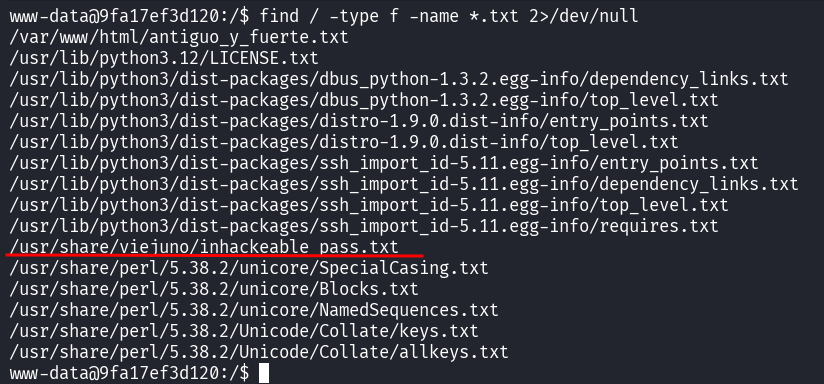 www-data@9fa17ef3d120:/$ find / -type f -name *.txt 2>/dev/null
/var/www/html/antiguo_y_fuerte.txt
/usr/lib/python3.12/LICENSE.txt
/usr/lib/python3/dist-packages/dbus_python-1.3.2.egg-info/dependency_links.txt
/usr/lib/python3/dist-packages/dbus_python-1.3.2.egg-info/top_level.txt
/usr/lib/python3/dist-packages/distro-1.9.0.dist-info/entry_points.txt
/usr/lib/python3/dist-packages/distro-1.9.0.dist-info/top_level.txt
/usr/lib/python3/dist-packages/ssh_import_id-5.11.egg-info/entry_points.txt
/usr/lib/python3/dist-packages/ssh_import_id-5.11.egg-info/dependency_links.txt
/usr/lib/python3/dist-packages/ssh_import_id-5.11.egg-info/top_level.txt
/usr/lib/python3/dist-packages/ssh_import_id-5.11.egg-info/requires.txt
/usr/share/viejuno/inhackeable_pass.txt
/usr/share/perl/5.38.2/unicore/SpecialCasing.txt
/usr/share/perl/5.38.2/unicore/Blocks.txt
/usr/share/perl/5.38.2/unicore/NamedSequences.txt
/usr/share/perl/5.38.2/Unicode/Collate/keys.txt
/usr/share/perl/5.38.2/Unicode/Collate/allkeys.txt
www-data@9fa17ef3d120:/$